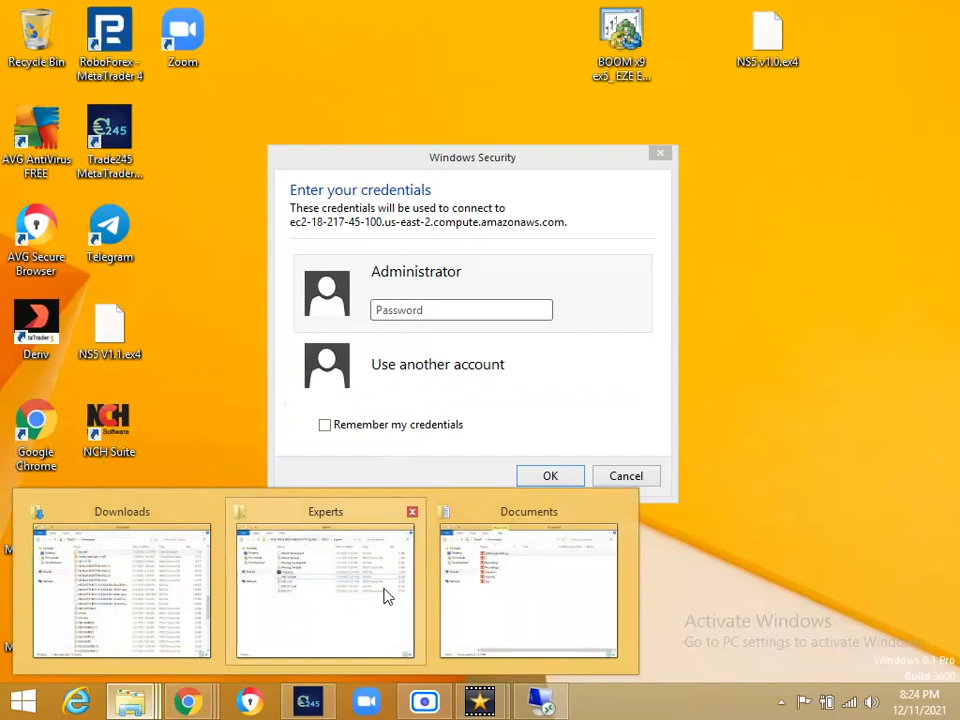 Recycle Bin
RoboForex -
MetaTrader 4
Zoom
BOOM x9
ex5_ EZE E...
NS5 v1.0.ex4
AVG AntiVirus
FREE
Trade245
MetaTrader...
AVG Secure
Browser
Telegram
Deriv
NS5 V1.1.ex4
Google
Chrome
NCH Suite
Windows Security
Enter your credentials
These credentials will be used to connect to
ec2-18-217-45-100.us-east-2.compute.amazonaws.com.
Administrator
Password
Use another account
Remember my credentials
OK
Cancel
Downloads
Experts
Documents
Activate Windows
Go to PC settings to activate Windo
Windows 8.1 Pro
Build 9600
8:24 PM
12/11/2021